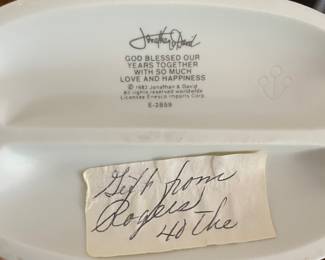 Jonathan & David
GOD BLESSED OUR
YEARS TOGETHER
WITH SO MUCH
LOVE AND HAPPINESS
© 1983 Jonathan & David
All rights reserved worldwide
Licensee Enesco Imports Corp.
E-2859
Gift from
Rogers
40 the